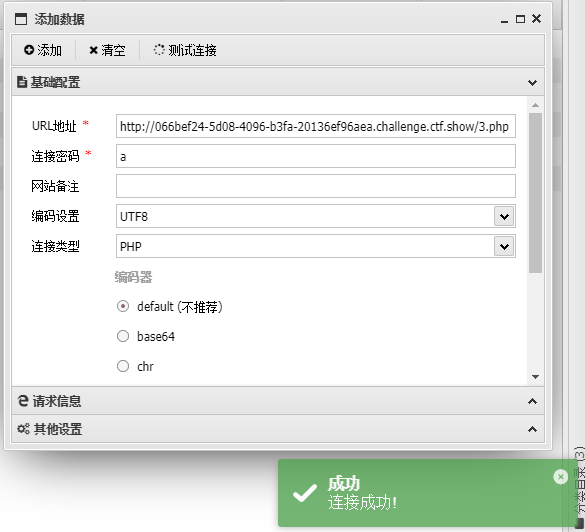 添加数据
添加 清空 测试连接
基础配置
URL地址 * http://066bef24-5d08-4096-b3fa-20136ef96aea.challenge.ctf.show/3.php
连接密码 * a
网站备注
编码设置 UTF8
连接类型 PHP
编码器
default (不推荐)
base64
chr
请求信息
其他设置
成功
连接成功!
分类目录 (3)